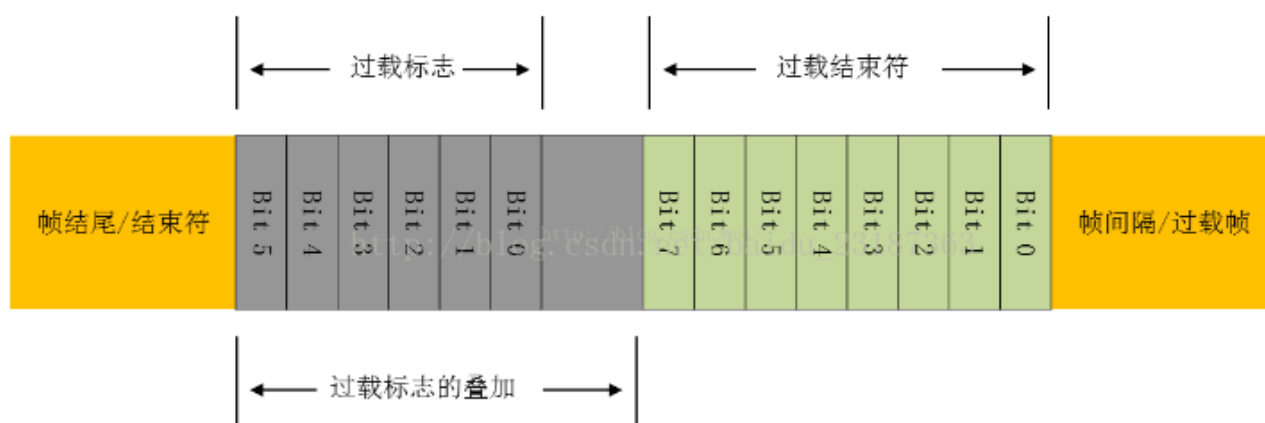 过载标志
过载结束符
帧结尾/结束符
Bit 5
Bit 4
Bit 3
Bit 2
Bit 1
Bit 0
Bit 7
Bit 6
Bit 5
Bit 4
Bit 3
Bit 2
Bit 1
Bit 0
帧间隔/过载帧
过载标志的叠加